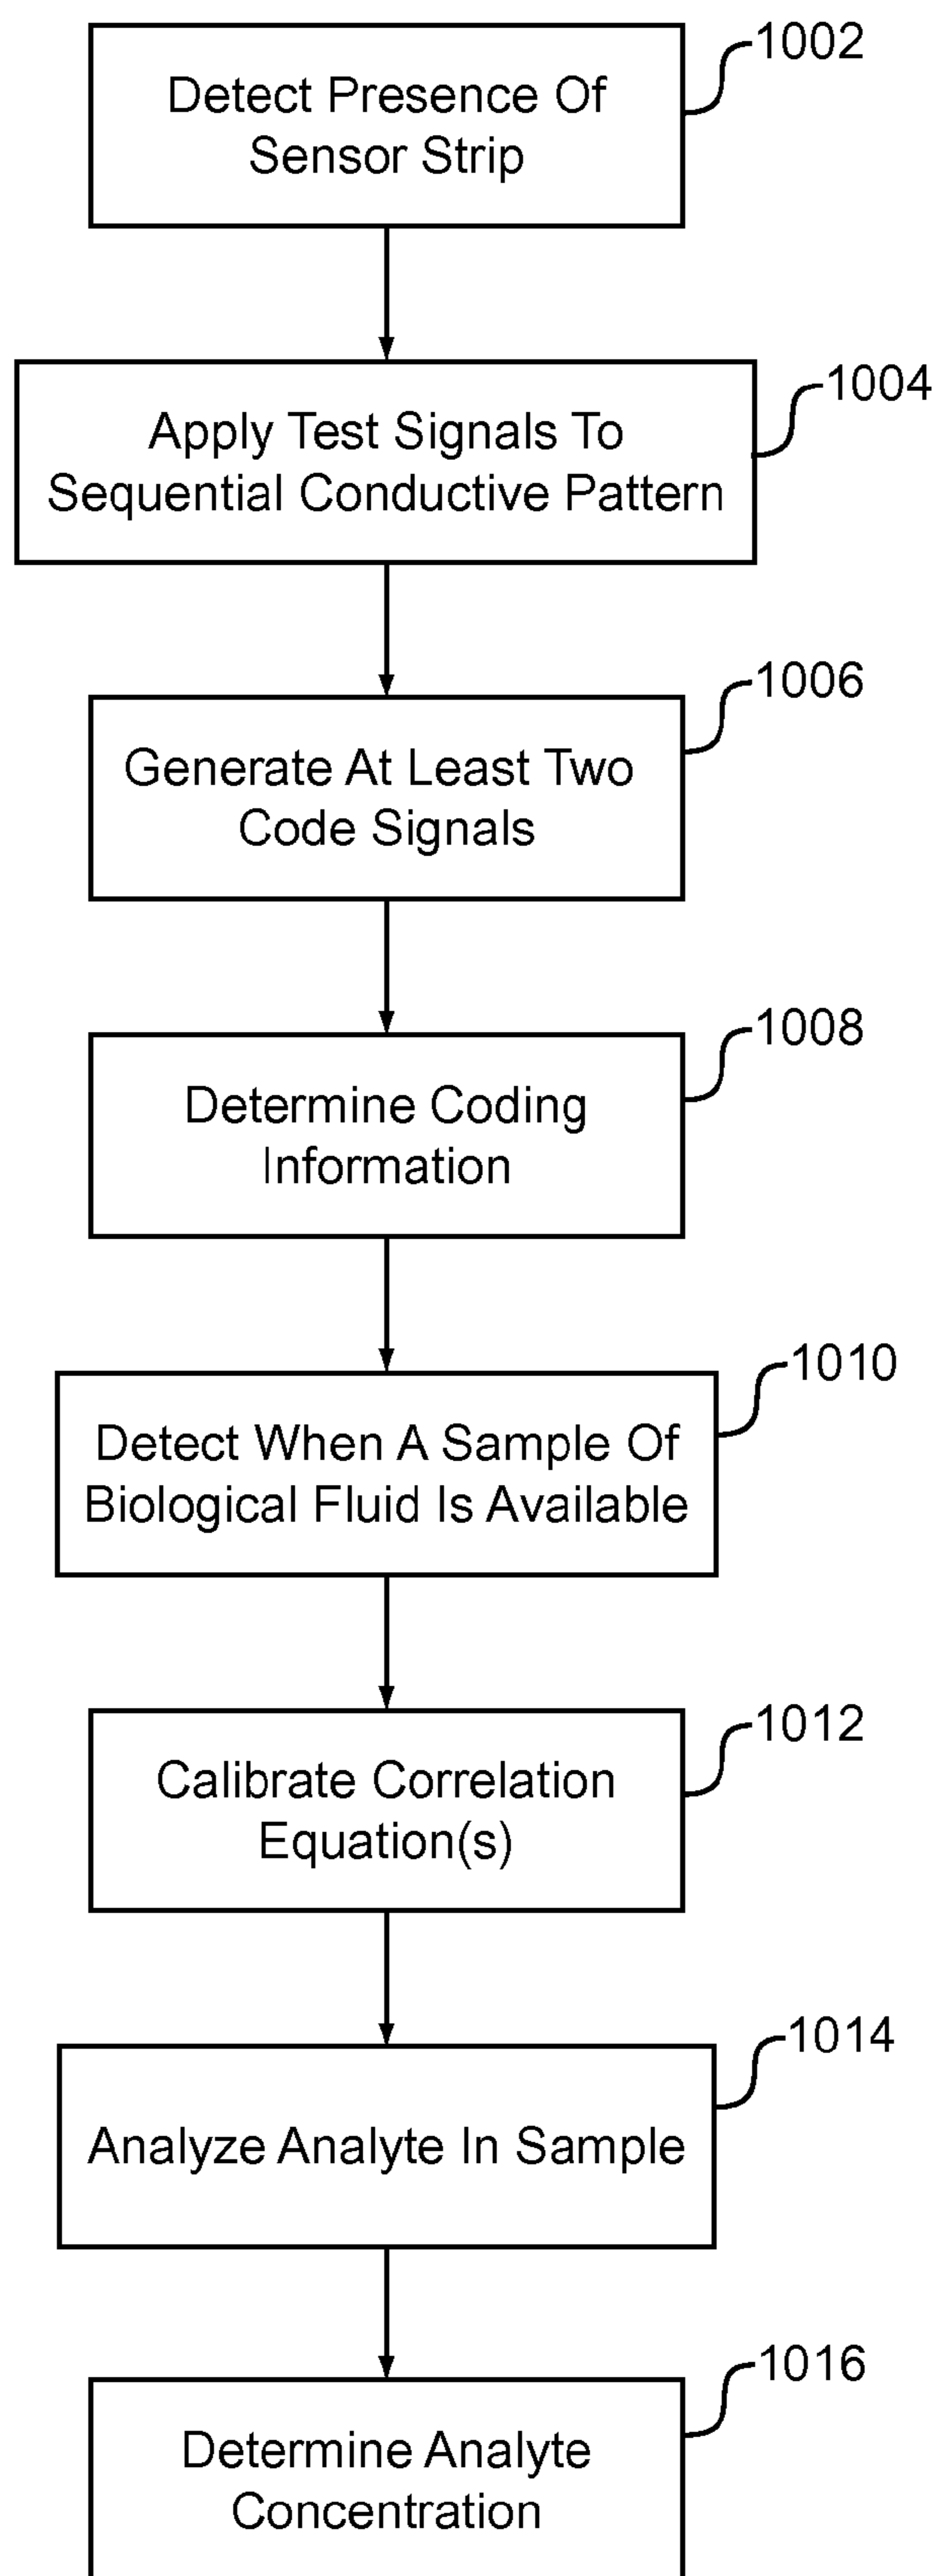 1002
Detect Presence Of
Sensor Strip
1004
Apply Test Signals To
Sequential Conductive Pattern
1006
Generate At Least Two
Code Signals
1008
Determine Coding
Information
1010
Detect When A Sample Of
Biological Fluid Is Available
1012
Calibrate Correlation
Equation(s)
1014
Analyze Analyte In Sample
1016
Determine Analyte
Concentration